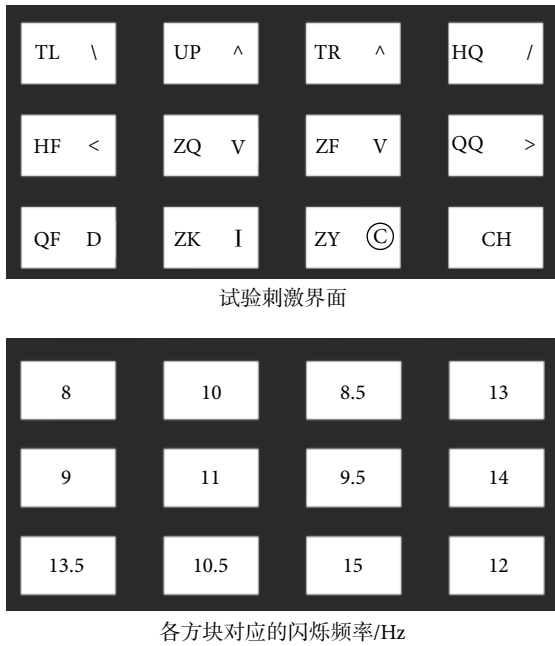 TL \ UP ^ TR ^ HQ /
HF < ZQ V ZF V QQ >
QF D ZK I ZY Ⓒ CH
试验刺激界面
8 10 8.5 13
9 11 9.5 14
13.5 10.5 15 12
各方块对应的闪烁频率/Hz